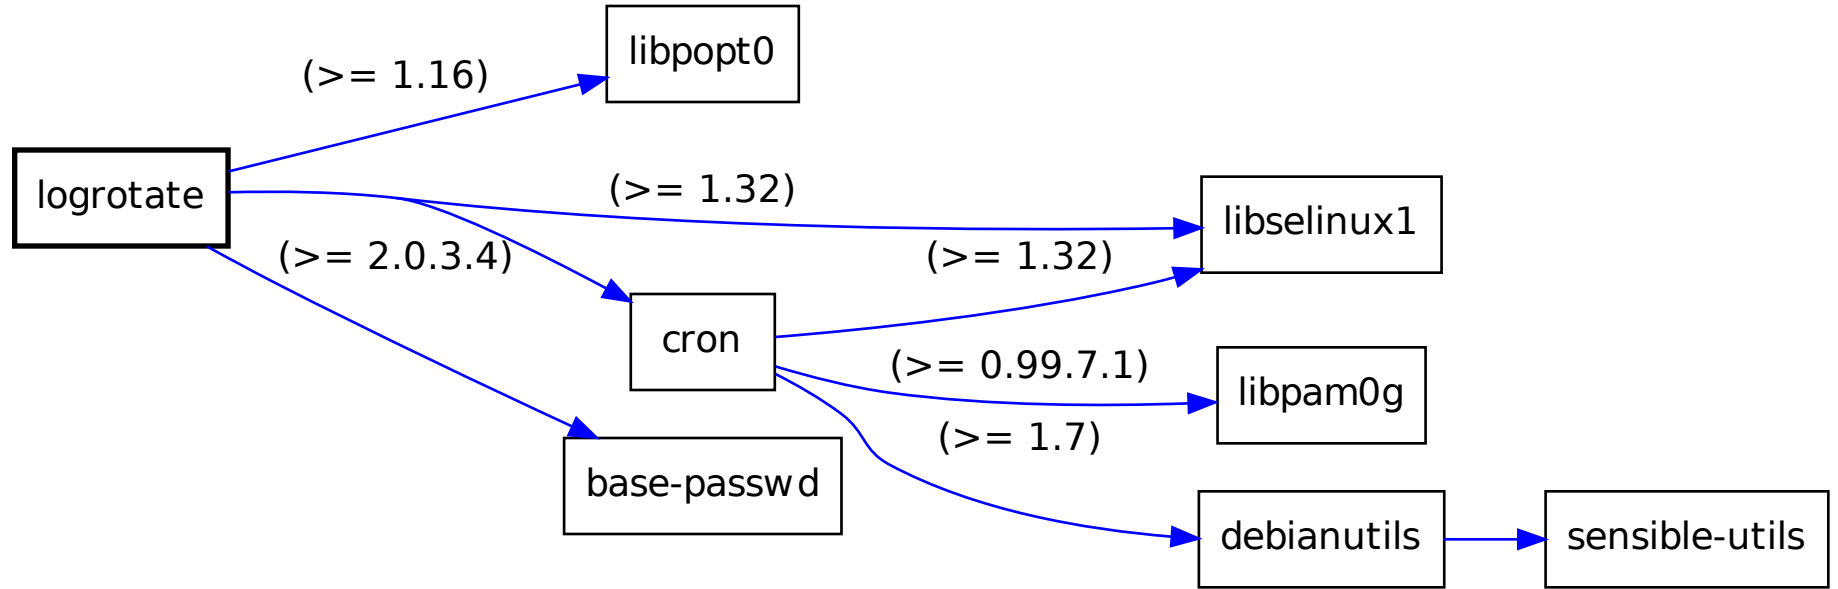 libpopt0
(>= 1.16)
logrotate
(>= 1.32)
libselinux1
(>= 2.0.3.4)
(>= 1.32)
cron
(>= 0.99.7.1)
libpam0g
(>= 1.7)
base-passwd
debianutils
sensible-utils